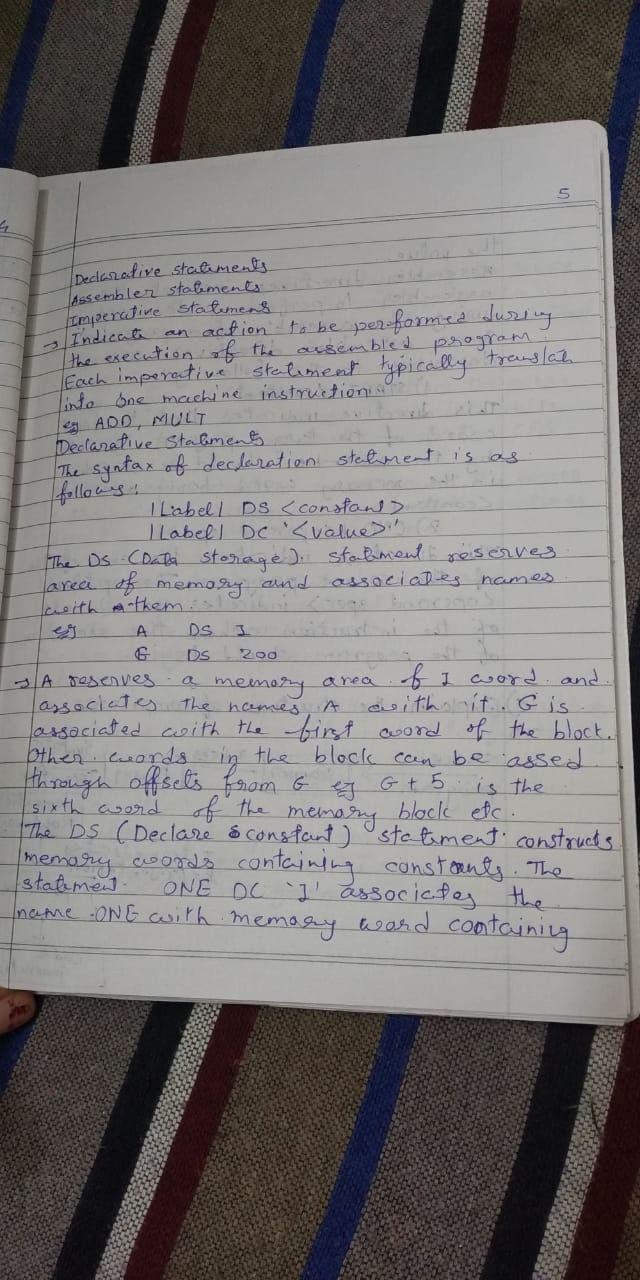 5
Declarative statements
Assembler statements
Imperative statemens
→ Indicate an action to be performed during
the execution of the assembled program.
Each imperative statement typically translate
into one machine instruction
eg ADD, MULT
Declarative Statements
The syntax of declaration statement is as
follows:
|Label| DS <constant>
|Label| DC '<value>'
The DS (Data Storage). statement reserves
area of memory and associates names
with them.
eg A DS I
G DS 200
→ A reserves a memory area of I word and
associates the names A with it. G is
associated with the first word of the block.
Other words in the block can be assed
through offsets from G eg G + 5 is the
sixth word of the memory block etc.
The DS (Declare constant) statement constructs
memory words containing constants. The
statement ONE DC 'I' associates the
name ONE with memory word containing